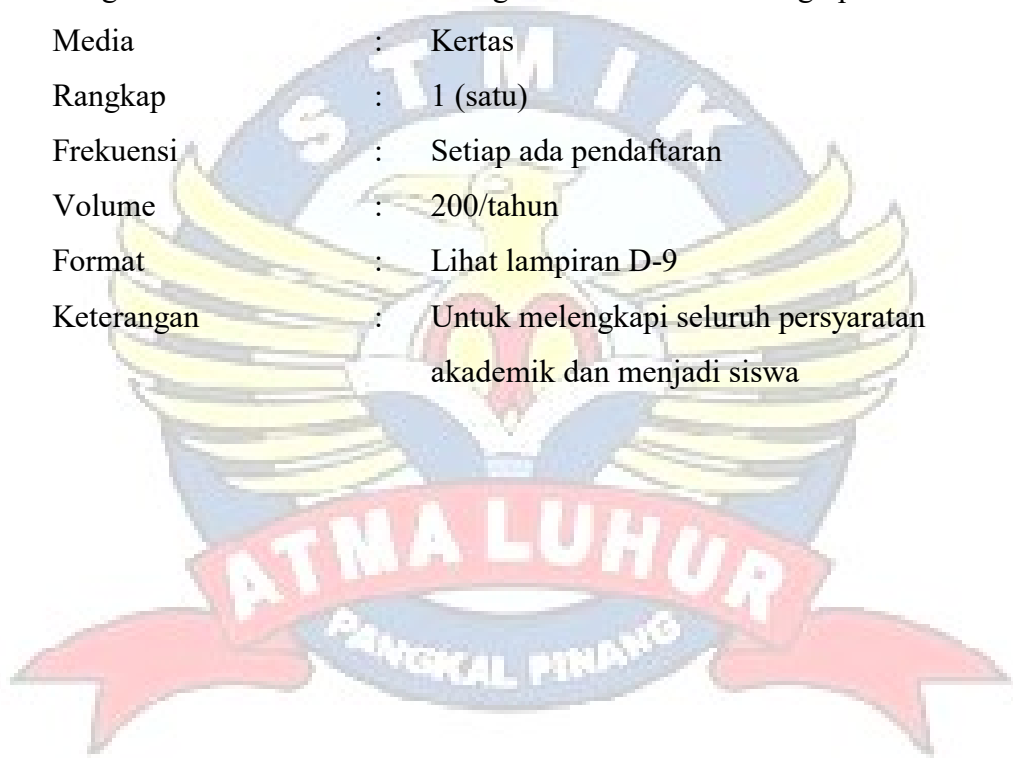 Media : Kertas
Rangkap : 1 (satu)
Frekuensi : Setiap ada pendaftaran
Volume : 200/tahun
Format : Lihat lampiran D-9
Keterangan : Untuk melengkapi seluruh persyaratan
akademik dan menjadi siswa
STMIK
ATMA LUHUR
PANGKAL PINANG